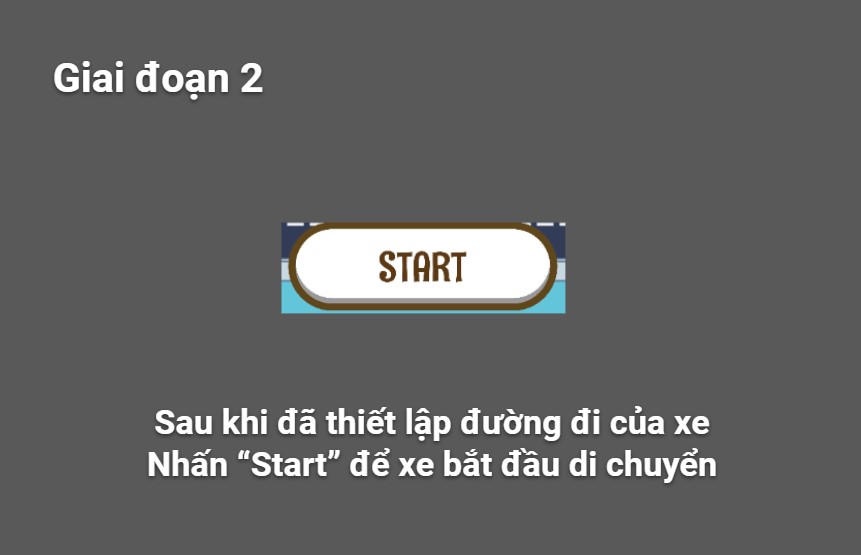 Giai đoạn 2
START
Sau khi đã thiết lập đường đi của xe
Nhấn “Start” để xe bắt đầu di chuyển